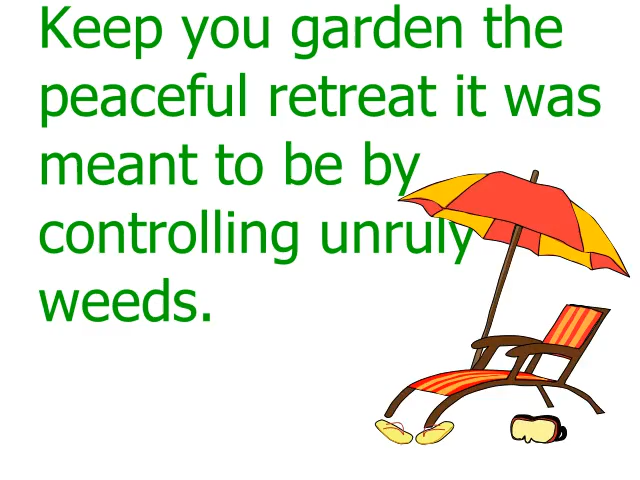 Keep you garden the
peaceful retreat it was
meant to be by
controlling unruly
weeds.